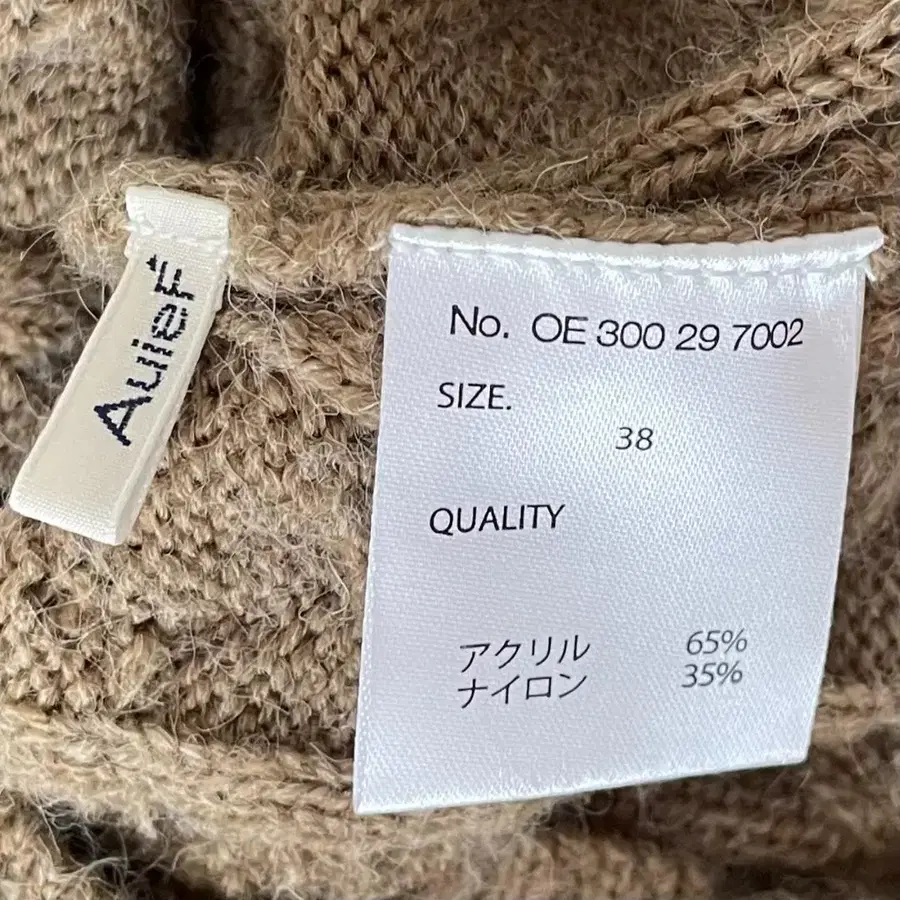 AulieF
No. OE 300 29 7002
SIZE.
38
QUALITY
アクリル 65%
ナイロン 35%